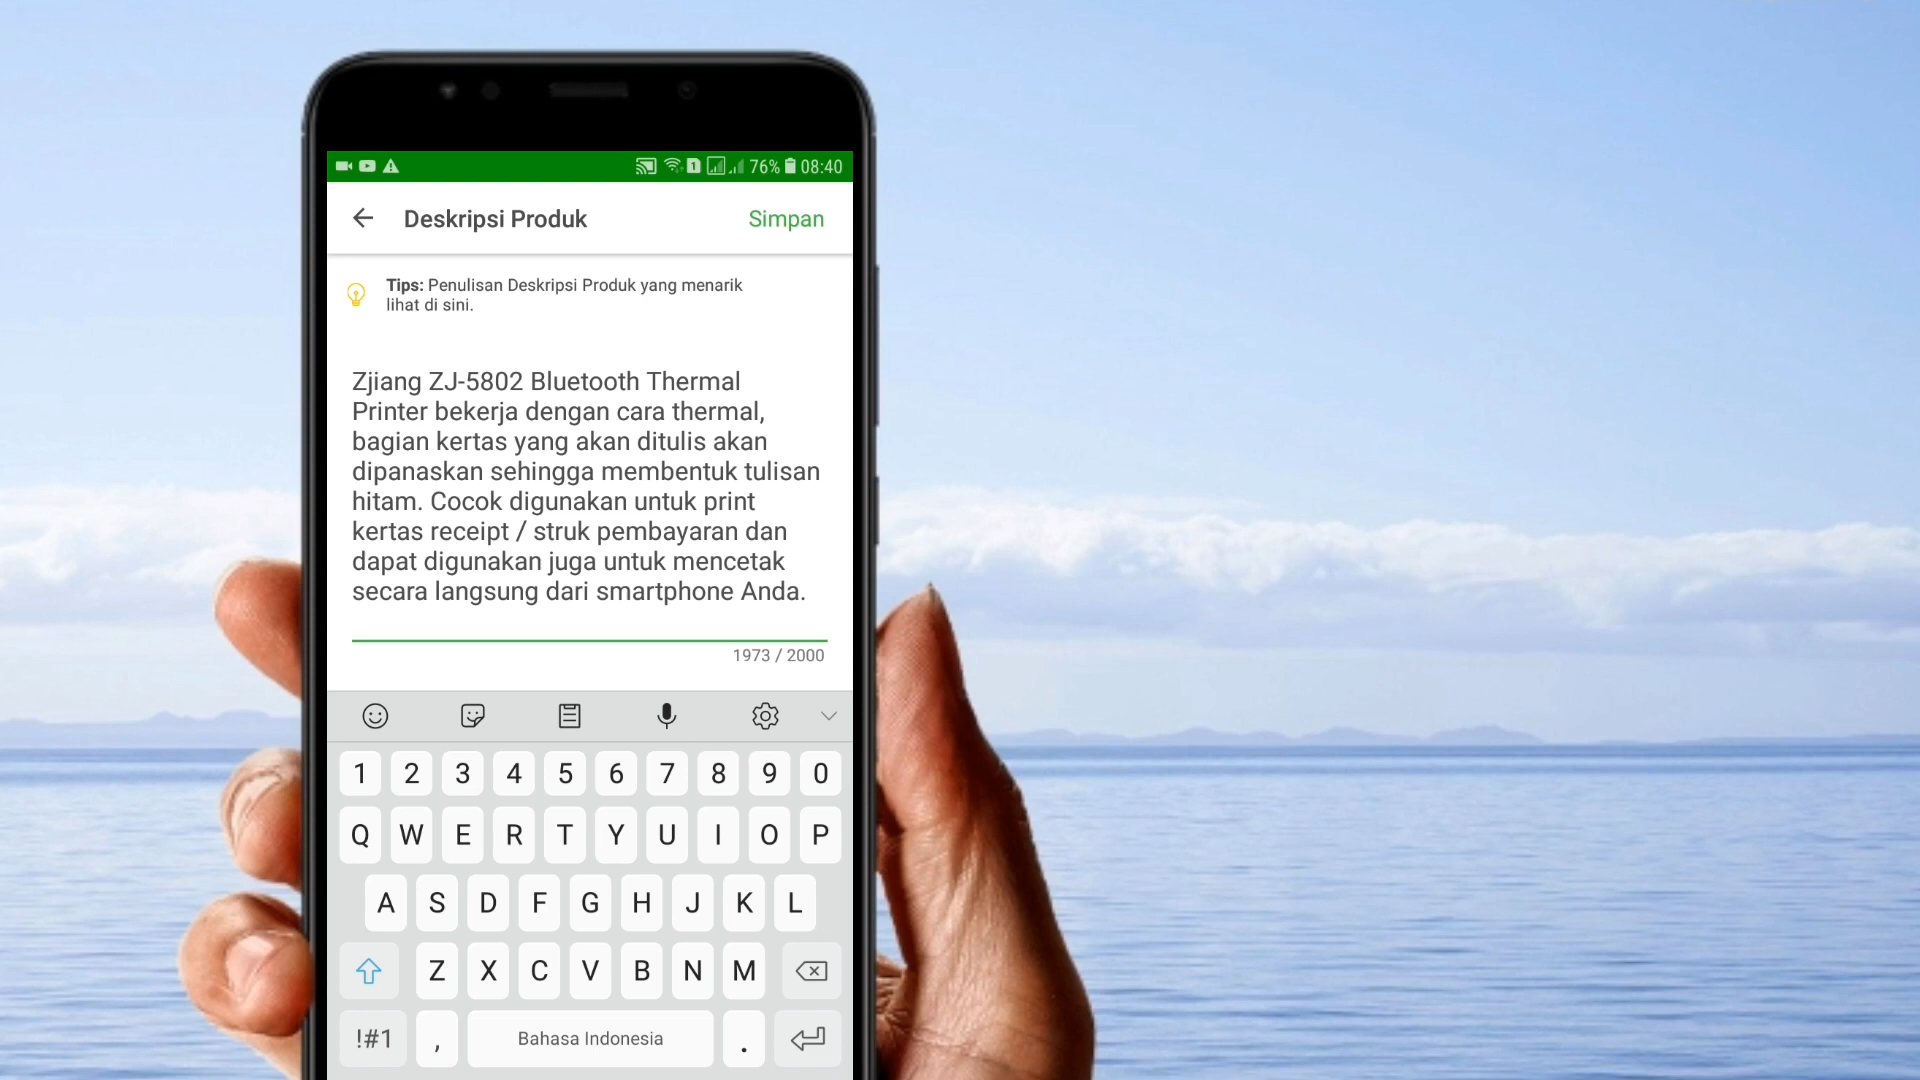 76% 08:40
Deskripsi Produk Simpan
Tips: Penulisan Deskripsi Produk yang menarik
lihat di sini.
Zjiang ZJ-5802 Bluetooth Thermal
Printer bekerja dengan cara thermal,
bagian kertas yang akan ditulis akan
dipanaskan sehingga membentuk tulisan
hitam. Cocok digunakan untuk print
kertas receipt / struk pembayaran dan
dapat digunakan juga untuk mencetak
secara langsung dari smartphone Anda.
1973 / 2000
1 2 3 4 5 6 7 8 9 0
Q W E R T Y U I O P
A S D F G H J K L
Z X C V B N M
!#1 , Bahasa Indonesia .